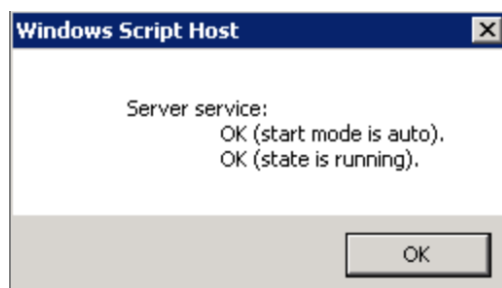 Windows Script Host
Server service:
OK (start mode is auto).
OK (state is running).
OK